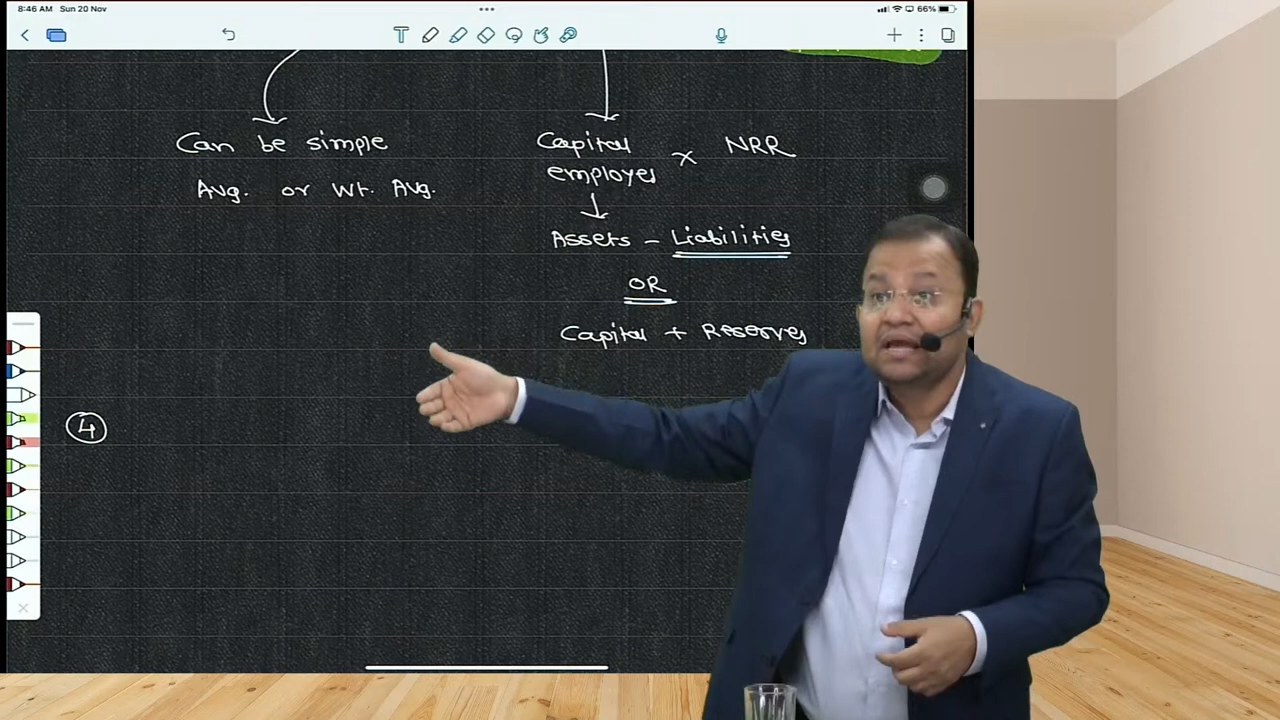 8:46 AM Sun 20 Nov
66%
Can be simple
Avg. or Wt. Avg.
Capital
employed × NRR
Assets - Liabilities
OR
Capital + Reserves
4